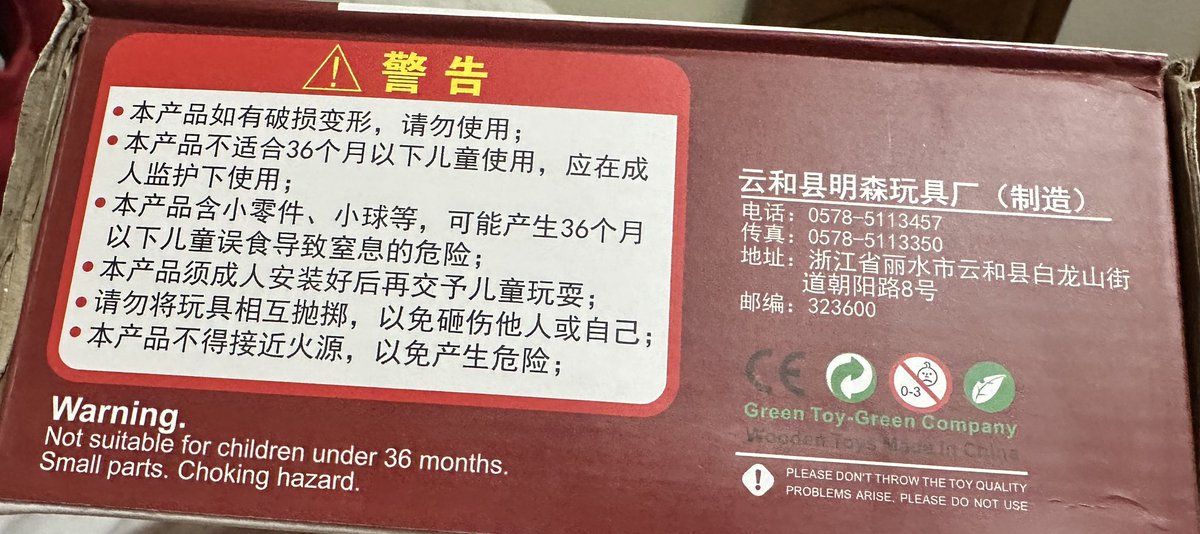 警告
• 本产品如有破损变形，请勿使用；
• 本产品不适合36个月以下儿童使用，应在成
人监护下使用；
• 本产品含小零件、小球等，可能产生36个月
以下儿童误食导致窒息的危险；
• 本产品须成人安装好后再交予儿童玩耍；
• 请勿将玩具相互抛掷，以免砸伤他人或自己；
• 本产品不得接近火源，以免产生危险；
Warning.
Not suitable for children under 36 months.
Small parts. Choking hazard.
云和县明森玩具厂（制造）
电话：0578-5113457
传真：0578-5113350
地址：浙江省丽水市云和县白龙山街
道朝阳路8号
邮编：323600
CE
0-3
Green Toy-Green Company
Wooden Toys Made in China
PLEASE DON'T THROW THE TOY QUALITY
PROBLEMS ARISE, PLEASE DO NOT USE